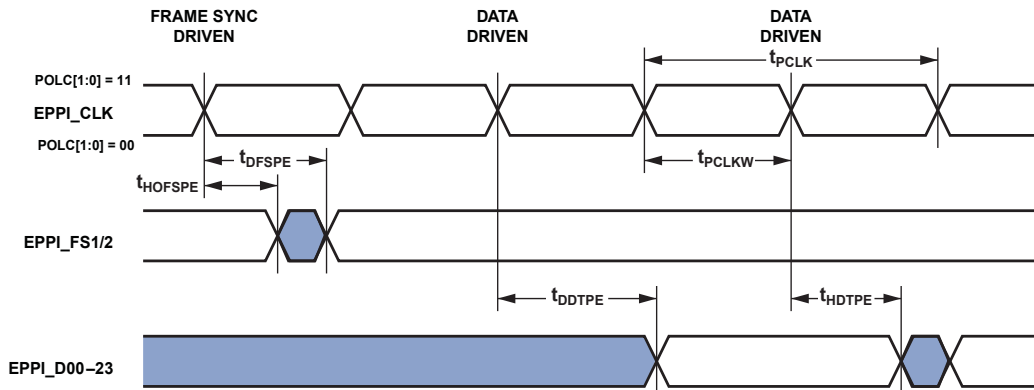 FRAME SYNC
DRIVEN
DATA
DRIVEN
DATA
DRIVEN
tPCLK
POLC[1:0] = 11
EPPI_CLK
POLC[1:0] = 00
tDFSPE
tPCLKW
tHOFSPE
EPPI_FS1/2
tDDTPE
tHDTPE
EPPI_D00–23